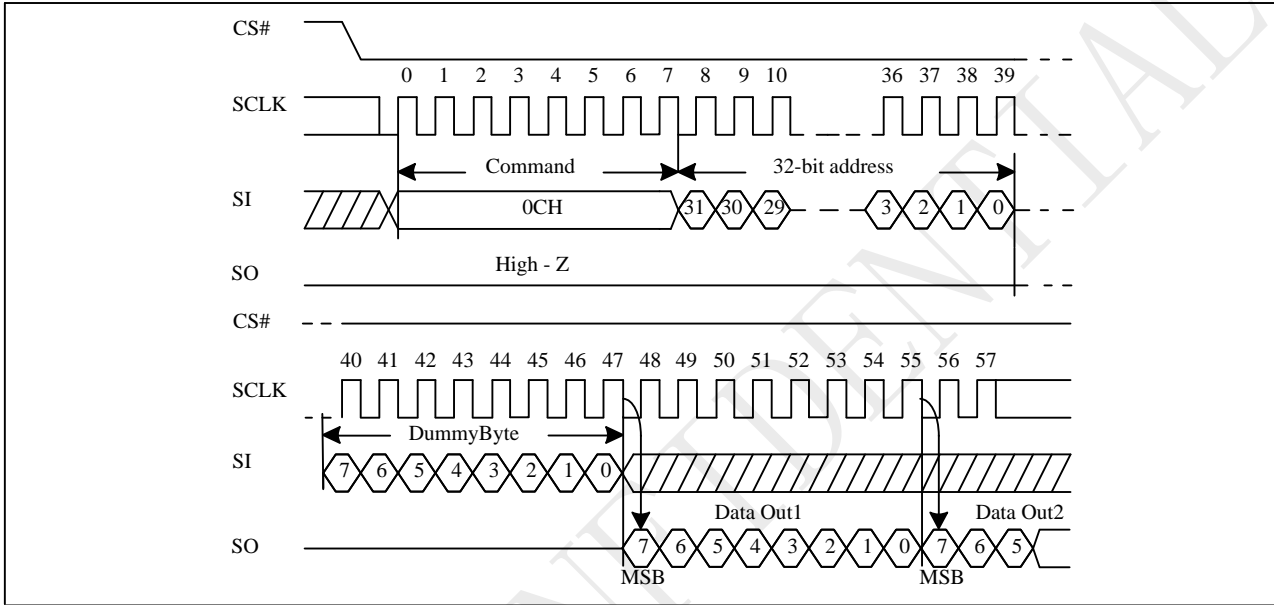 CS#
0 1 2 3 4 5 6 7 8 9 10 36 37 38 39
SCLK
Command 32-bit address
SI 0CH 31 30 29 3 2 1 0
High - Z
SO
CS#
40 41 42 43 44 45 46 47 48 49 50 51 52 53 54 55 56 57
SCLK
DummyByte
SI 7 6 5 4 3 2 1 0
Data Out1 Data Out2
SO 7 6 5 4 3 2 1 0 7 6 5
MSB MSB
NTIDENTIAL